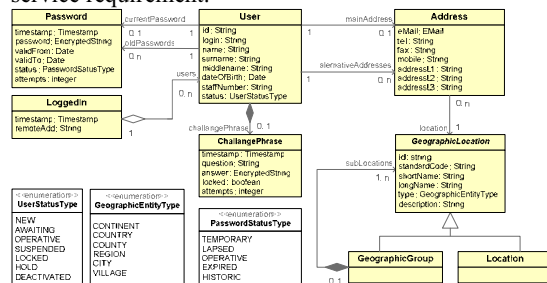 service requirement.
Password
timestamp: Timestamp
password: EncryptedString
validFrom: Date
validTo: Date
status: PasswordSatusType
attempts: integer
currentPassword
0..1
1
oldPasswords
0..n
1
User
id: String
login: String
name: String
surname: String
middlename: String
dateOfBirth: Date
staffNumber: String
status: UserStatusType
mainAddress
1
0..1
alernativeAddresses
1
0..n
Address
eMail: EMail
tel: String
fax: String
mobile: String
addressL1: String
addressL2: String
addressL3: String
LoggedIn
timestamp: Timestamp
remoteAdd: String
users
0..n
1
challangePhrase
0..1
ChallangePhrase
timestamp: Timestamp
question: String
answer: EncryptedString
locked: boolean
attempts: integer
0..n
location
1
GeographicLocation
id: string
standardCode: String
shortName: String
longName: String
type: GeographicEntityType
description: String
subLocations
1..n
0..1
GeographicGroup
Location
<<enumeration>>
UserStatusType
NEW
AWAITING
OPERATIVE
SUSPENDED
LOCKED
HOLD
DEACTIVATED
<<enumeration>>
GeographicEntityType
CONTINENT
COUNTRY
COUNTY
REGION
CITY
VILLAGE
<<enumeration>>
PasswordStatusType
TEMPORARY
LAPSED
OPERATIVE
EXPIRED
HISTORIC